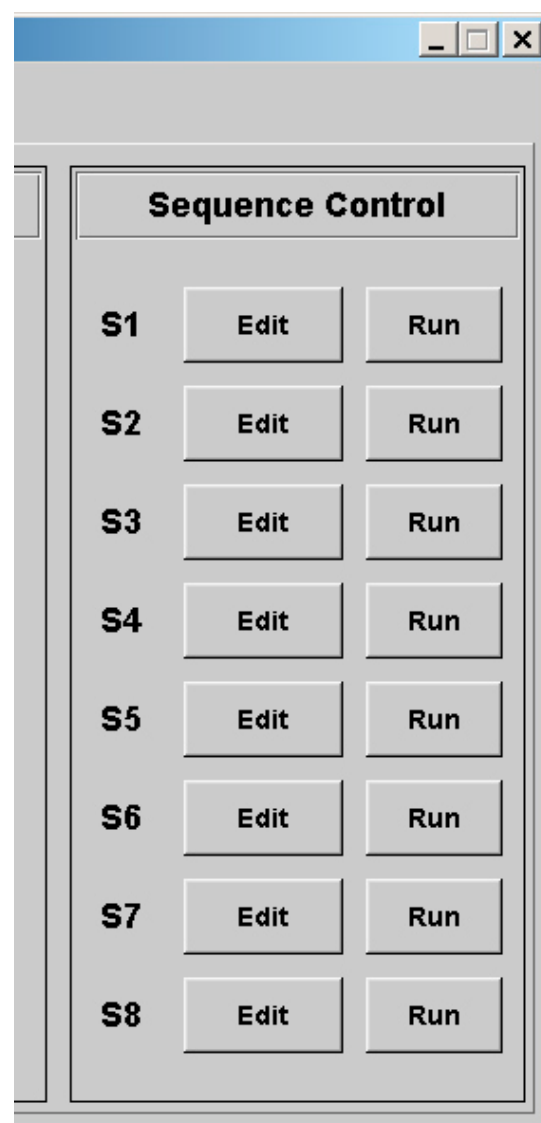 Sequence Control
S1 Edit Run
S2 Edit Run
S3 Edit Run
S4 Edit Run
S5 Edit Run
S6 Edit Run
S7 Edit Run
S8 Edit Run